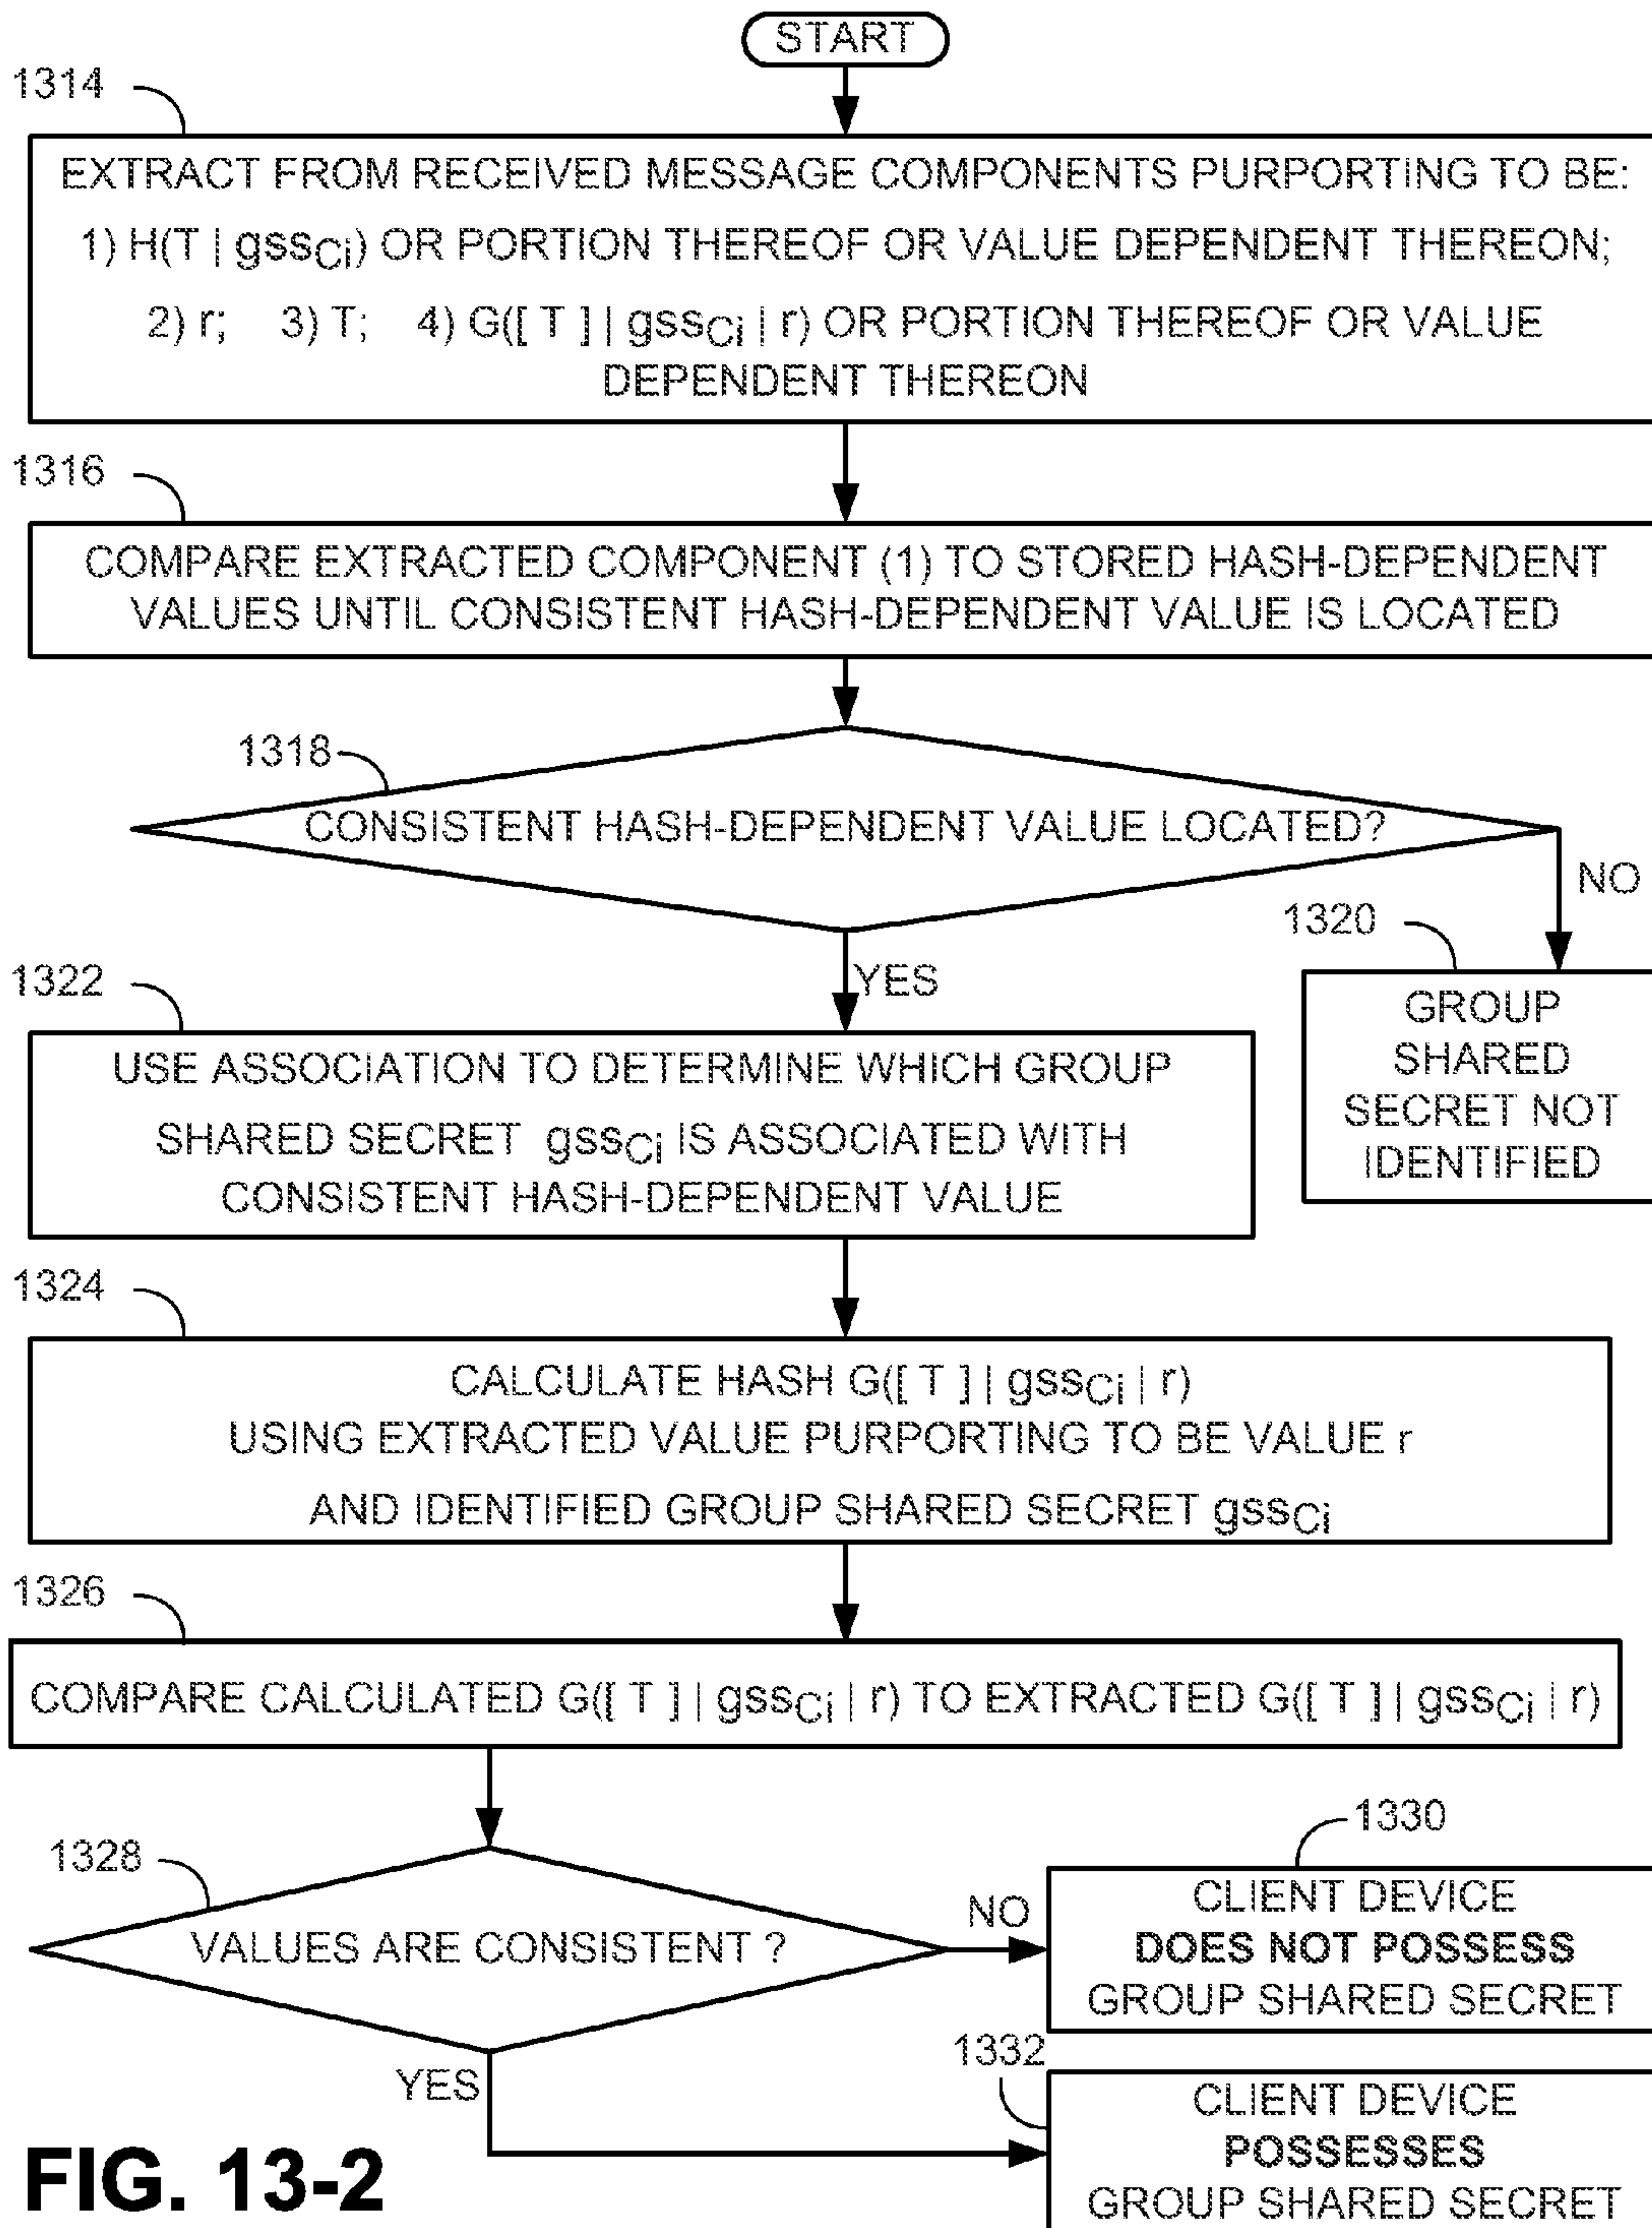 START
1314
EXTRACT FROM RECEIVED MESSAGE COMPONENTS PURPORTING TO BE:
1) H(T | gssCi) OR PORTION THEREOF OR VALUE DEPENDENT THEREON;
2) r; 3) T; 4) G([ T ] | gssCi | r) OR PORTION THEREOF OR VALUE
DEPENDENT THEREON
1316
COMPARE EXTRACTED COMPONENT (1) TO STORED HASH-DEPENDENT
VALUES UNTIL CONSISTENT HASH-DEPENDENT VALUE IS LOCATED
1318
CONSISTENT HASH-DEPENDENT VALUE LOCATED?
NO
1320
GROUP
SHARED
SECRET NOT
IDENTIFIED
YES
1322
USE ASSOCIATION TO DETERMINE WHICH GROUP
SHARED SECRET gssCi IS ASSOCIATED WITH
CONSISTENT HASH-DEPENDENT VALUE
1324
CALCULATE HASH G([ T ] | gssCi | r)
USING EXTRACTED VALUE PURPORTING TO BE VALUE r
AND IDENTIFIED GROUP SHARED SECRET gssCi
1326
COMPARE CALCULATED G([ T ] | gssCi | r) TO EXTRACTED G([ T ] | gssCi | r)
1328
VALUES ARE CONSISTENT ?
NO
1330
CLIENT DEVICE
DOES NOT POSSESS
GROUP SHARED SECRET
YES
1332
CLIENT DEVICE
POSSESSES
GROUP SHARED SECRET
FIG. 13-2